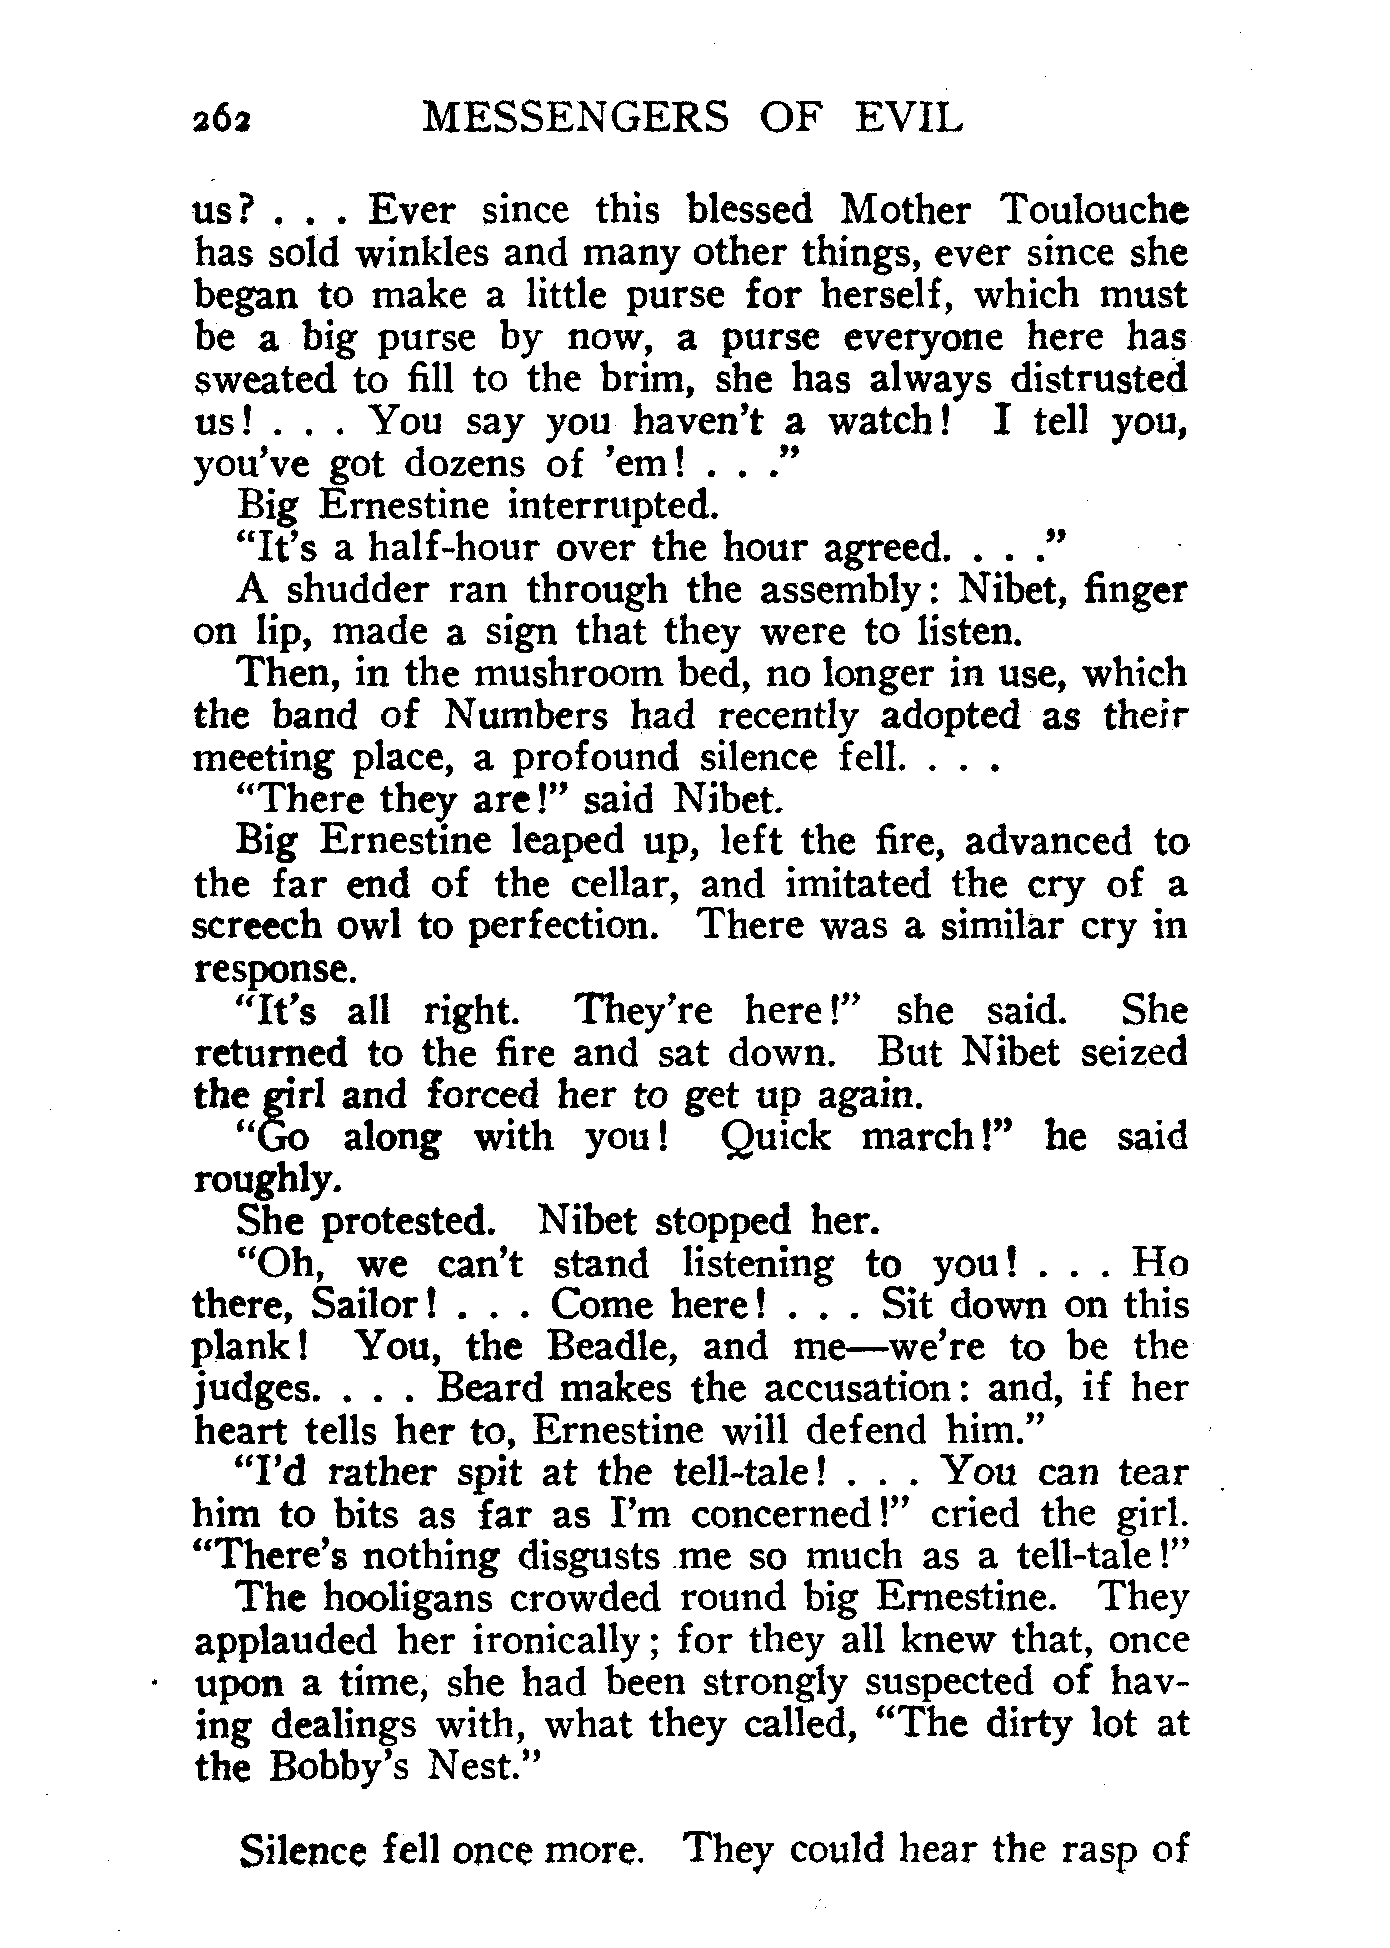 262 MESSENGERS OF EVIL
us? . . . Ever since this blessed Mother Toulouche
has sold winkles and many other things, ever since she
began to make a little purse for herself, which must
be a big purse by now, a purse everyone here has
sweated to fill to the brim, she has always distrusted
us! . . . You say you haven't a watch! I tell you,
you've got dozens of 'em! . . ."
Big Ernestine interrupted.
"It's a half-hour over the hour agreed. . . ."
A shudder ran through the assembly: Nibet, finger
on lip, made a sign that they were to listen.
Then, in the mushroom bed, no longer in use, which
the band of Numbers had recently adopted as their
meeting place, a profound silence fell. . . .
"There they are!" said Nibet.
Big Ernestine leaped up, left the fire, advanced to
the far end of the cellar, and imitated the cry of a
screech owl to perfection. There was a similar cry in
response.
"It's all right. They're here!" she said. She
returned to the fire and sat down. But Nibet seized
the girl and forced her to get up again.
"Go along with you! Quick march!" he said
roughly.
She protested. Nibet stopped her.
"Oh, we can't stand listening to you! . . . Ho
there, Sailor! . . . Come here! . . . Sit down on this
plank! You, the Beadle, and me—we're to be the
judges. . . . Beard makes the accusation: and, if her
heart tells her to, Ernestine will defend him."
"I'd rather spit at the tell-tale! . . . You can tear
him to bits as far as I'm concerned!" cried the girl.
"There's nothing disgusts me so much as a tell-tale!"
The hooligans crowded round big Ernestine. They
applauded her ironically; for they all knew that, once
upon a time, she had been strongly suspected of hav-
ing dealings with, what they called, "The dirty lot at
the Bobby's Nest."
Silence fell once more. They could hear the rasp of